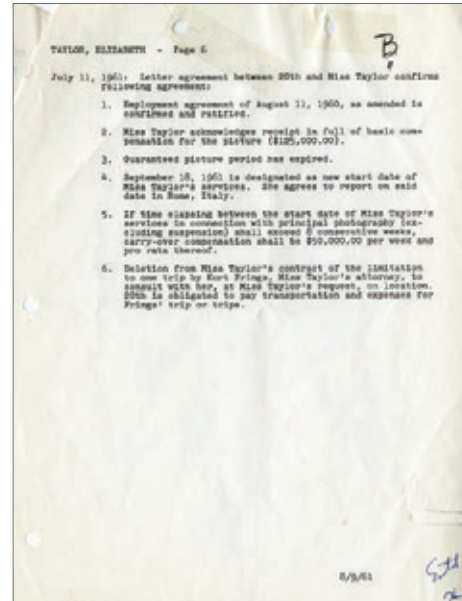 B
TAYLOR, ELIZABETH - Page 6
July 11, 1961: Letter agreement between 20th and Miss Taylor confirms
following agreement:
1. Employment agreement of August 11, 1960, as amended is
confirmed and ratified.
2. Miss Taylor acknowledges receipt in full of basic com-
pensation for the picture ($125,000.00).
3. Guaranteed picture period has expired.
4. September 18, 1961 is designated as new start date of
Miss Taylor's services. She agrees to report on said
date in Rome, Italy.
5. If time elapsing between the start date of Miss Taylor's
services in connection with principal photography (ex-
cluding suspension) shall exceed 8 consecutive weeks,
carry-over compensation shall be $50,000.00 per week and
pro rata thereof.
6. Deletion from Miss Taylor's contract of the limitation
to one trip by Kurt Frings, Miss Taylor's attorney, to
consult with her, at Miss Taylor's request, on location.
20th is obligated to pay transportation and expenses for
Frings' trip or trips.
8/9/61